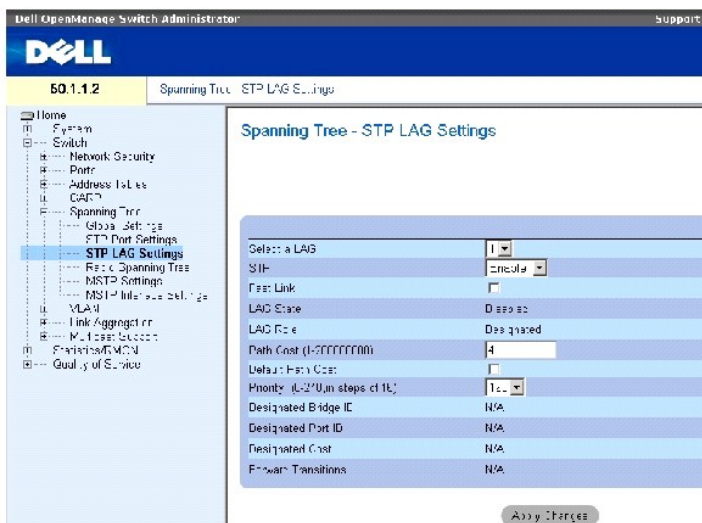 Dell OpenManage Switch Administrator
Support
DELL
50.1.1.2
Spanning Tree STP LAG Settings
Home
System
Switch
Network Security
Ports
Address Tables
GARP
Spanning Tree
Global Settings
STP Port Settings
STP LAG Settings
Rapid Spanning Tree
MSTP Settings
MSTP Interface Settings
VLAN
Link Aggregation
Multicast Support
Statistics/RMON
Quality of Service
Spanning Tree - STP LAG Settings
Select a LAG 1
STP Enable
Fast Link
LAG State Disabled
LAG Role Designated
Path Cost (1-200000000) 4
Default Path Cost
Priority (0-240,in steps of 16) 128
Designated Bridge ID N/A
Designated Port ID N/A
Designated Cost N/A
Forward Transitions N/A
Apply Changes